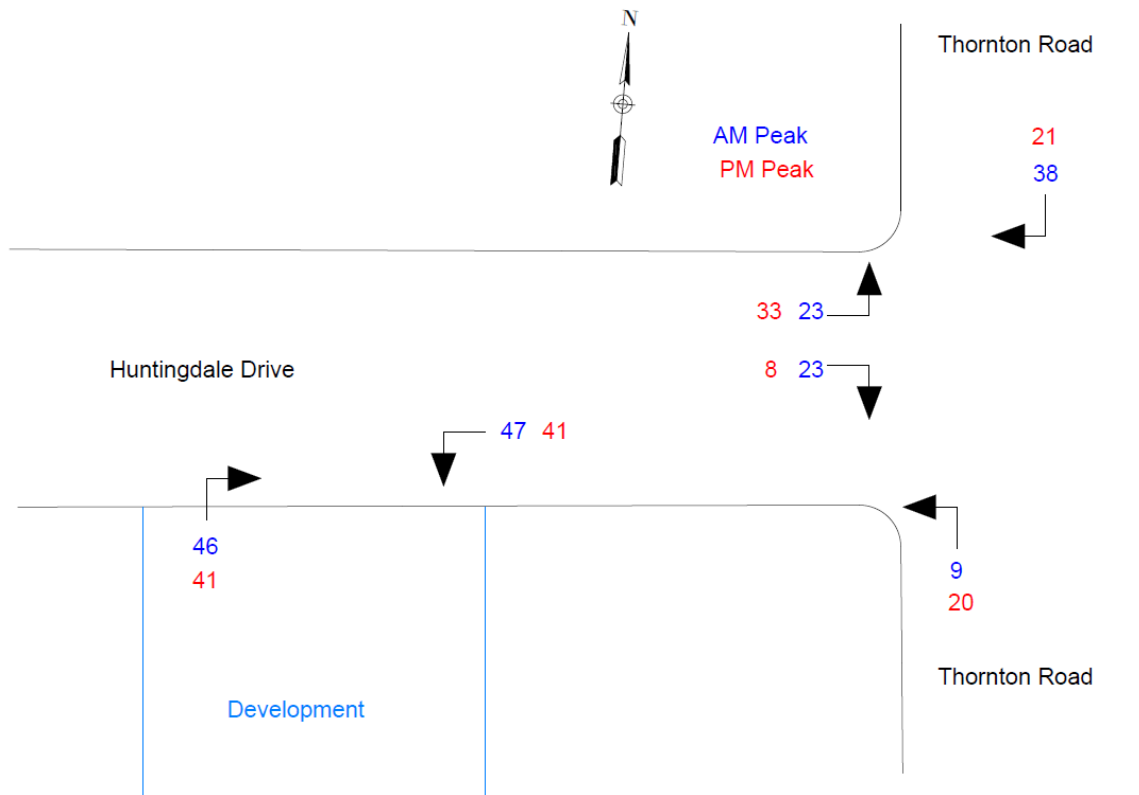 N
Thornton Road
AM Peak
21
PM Peak
38
33 23
Huntingdale Drive
8 23
47 41
46
9
41
20
Thornton Road
Development